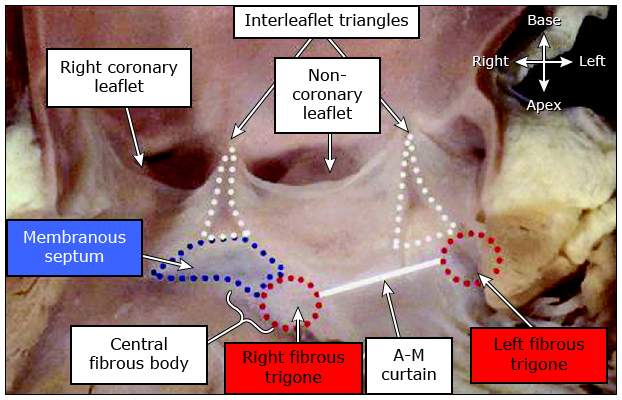 Interleaflet triangles
Base
Right
Left
Apex
Right coronary
leaflet
Non-
coronary
leaflet
Membranous
septum
Central
fibrous body
Right fibrous
trigone
A-M
curtain
Left fibrous
trigone